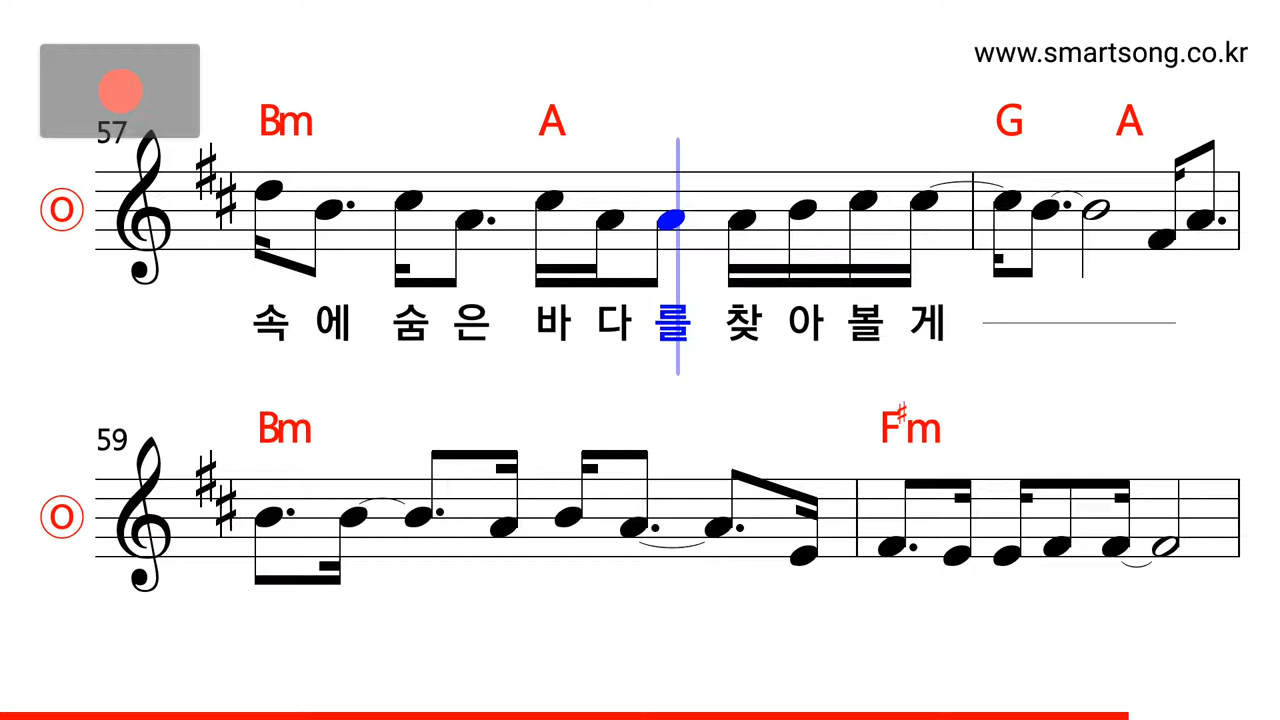 www.smartsong.co.kr
57 Bm A G A
O
속 에 숨 은 바 다 를 찾 아 볼 게
59 Bm F♯m
O